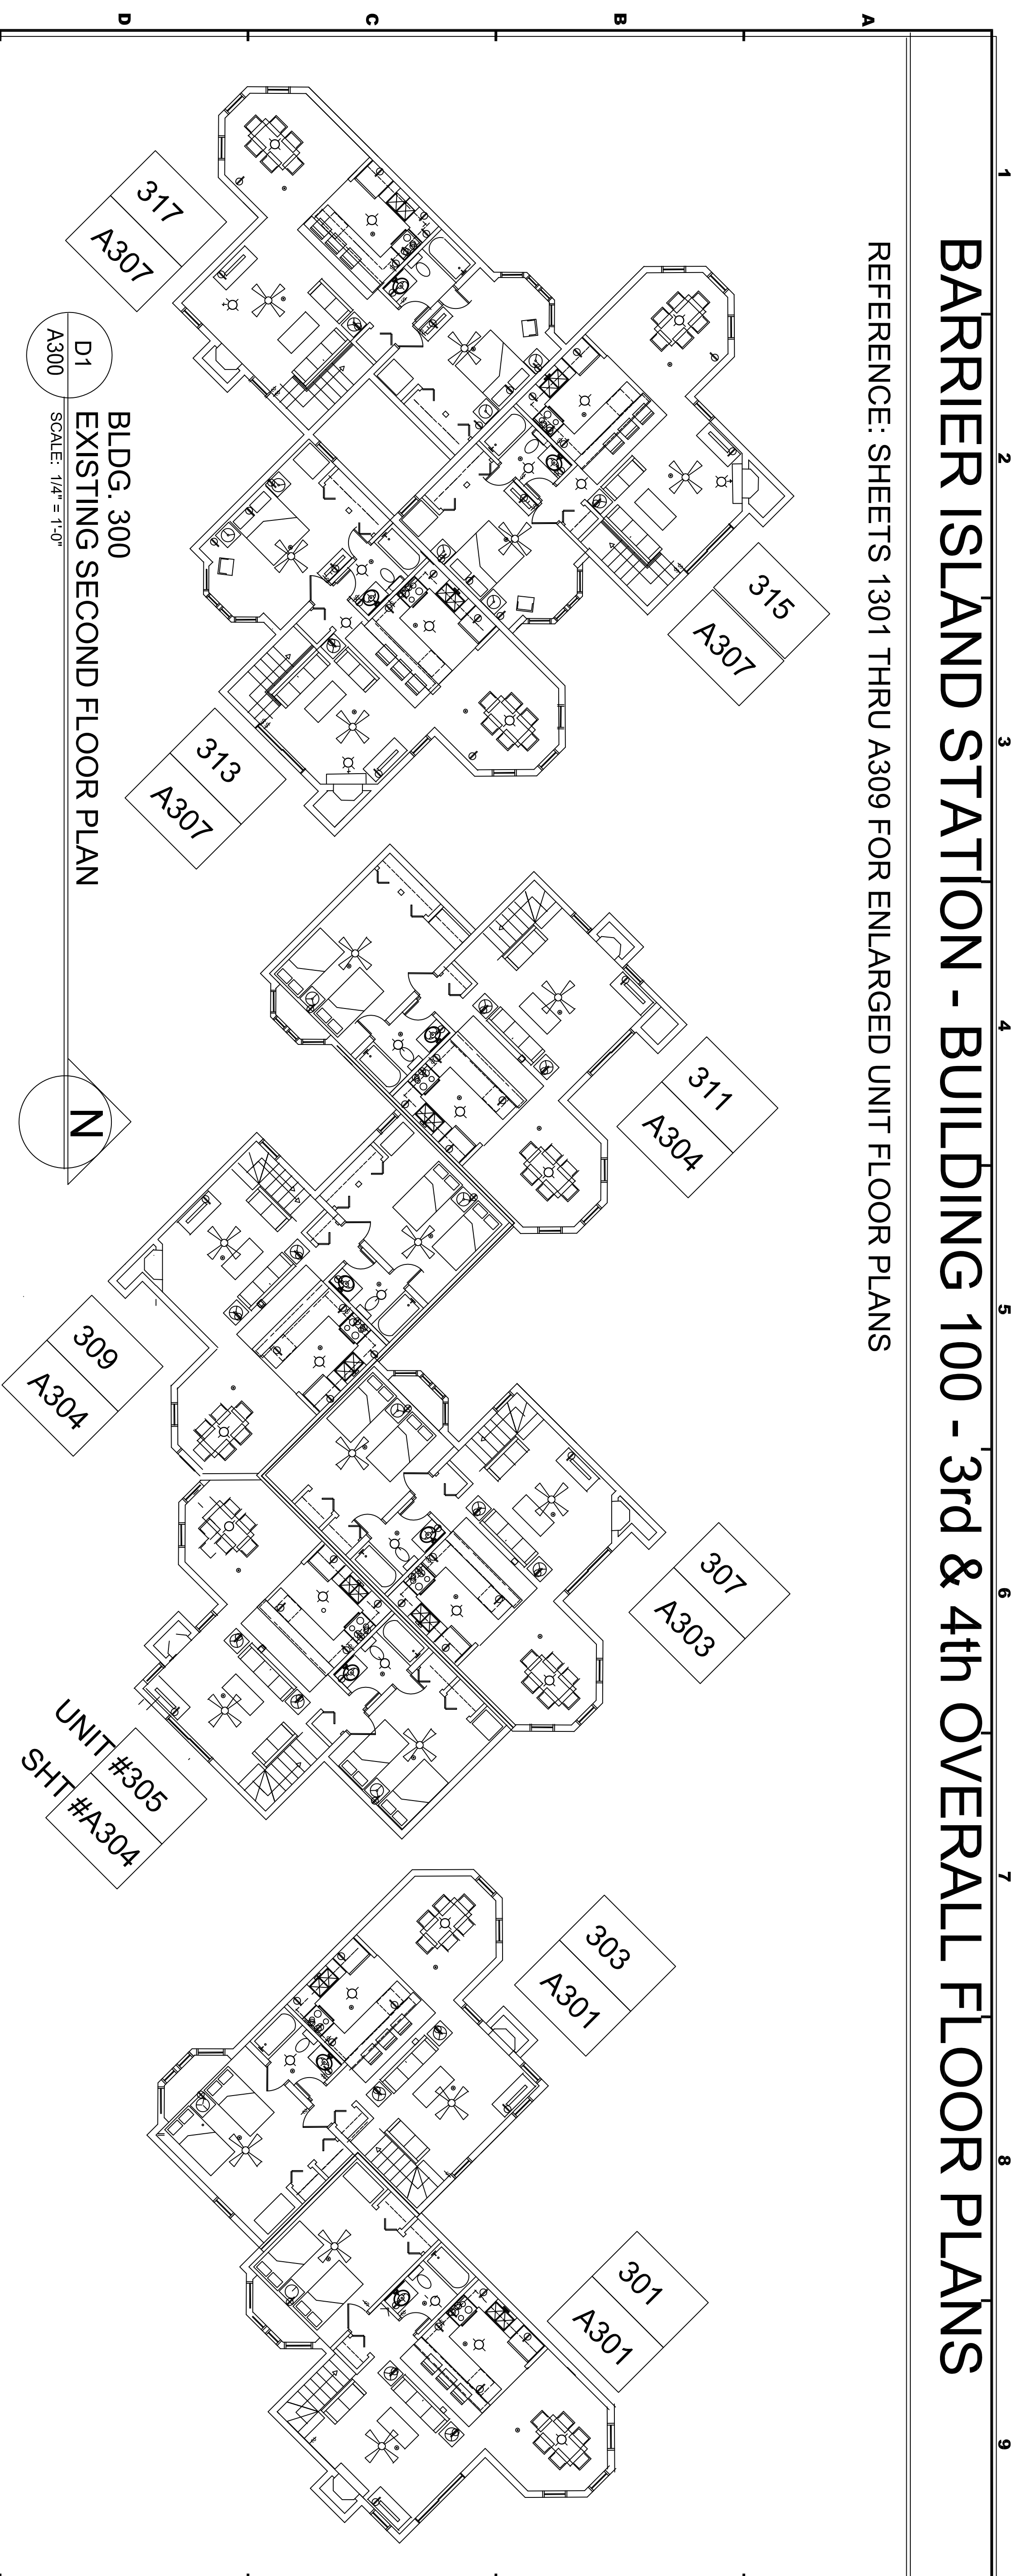 1
2
3
4
5
6
7
8
9
BARRIER ISLAND STATION - BUILDING 100 - 3rd & 4th OVERALL FLOOR PLANS
A
REFERENCE: SHEETS 1301 THRU A309 FOR ENLARGED UNIT FLOOR PLANS
B
C
D
315
A307
317
A307
313
A307
311
A304
309
A304
307
A303
UNIT #305
SHT #A304
303
A301
301
A301
D1
A300
BLDG. 300
EXISTING SECOND FLOOR PLAN
SCALE: 1/4" = 1'-0"
N